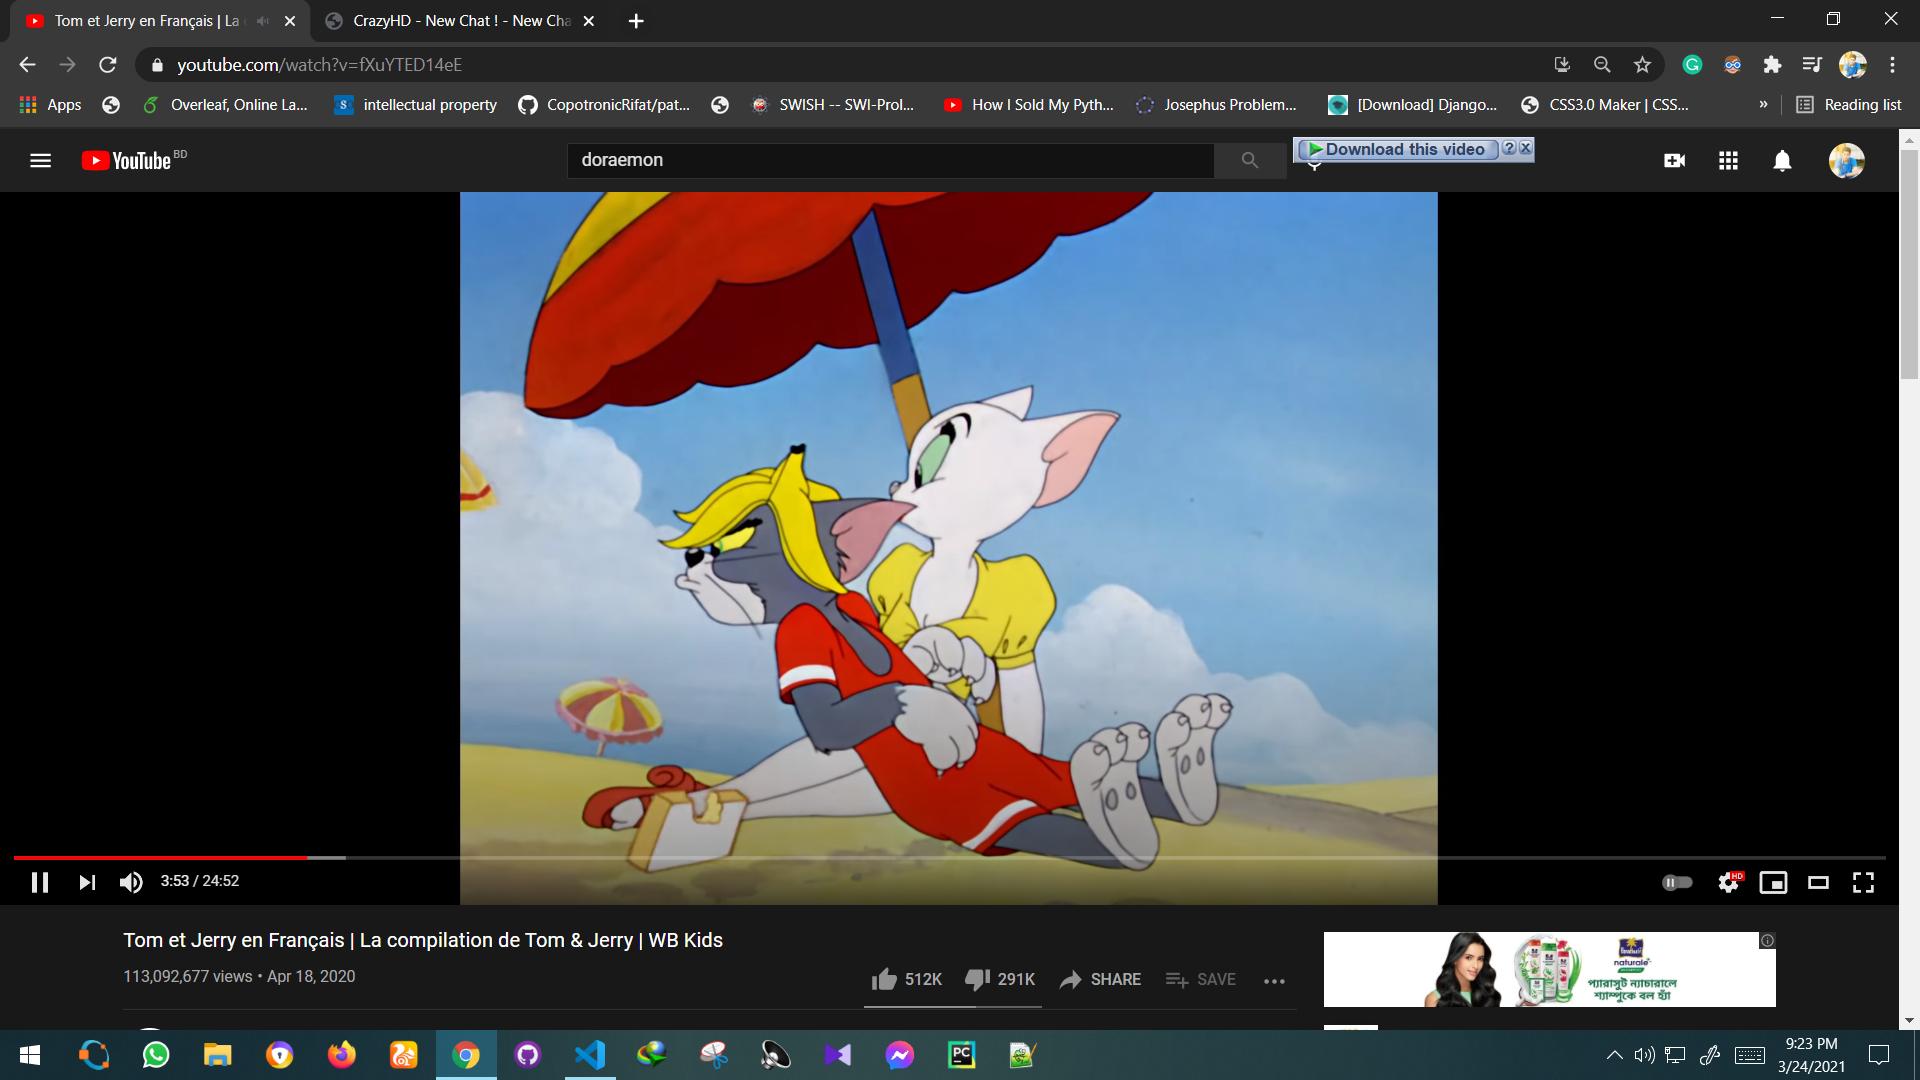 Tom et Jerry en Français | La
CrazyHD - New Chat ! - New Cha
youtube.com/watch?v=fXuYTED14eE
Apps
Overleaf, Online La...
intellectual property
CopotronicRifat/pat...
SWISH -- SWI-Prol...
How I Sold My Pyth...
Josephus Problem...
[Download] Django...
CSS3.0 Maker | CSS...
»
Reading list
YouTube BD
doraemon
Download this video
3:53 / 24:52
HD
Tom et Jerry en Français | La compilation de Tom & Jerry | WB Kids
113,092,677 views • Apr 18, 2020
512K
291K
SHARE
SAVE
naturale
প্যারাসুট ন্যাচারালে
শ্যাম্পুকে বল হ্যাঁ
PC
9:23 PM
3/24/2021